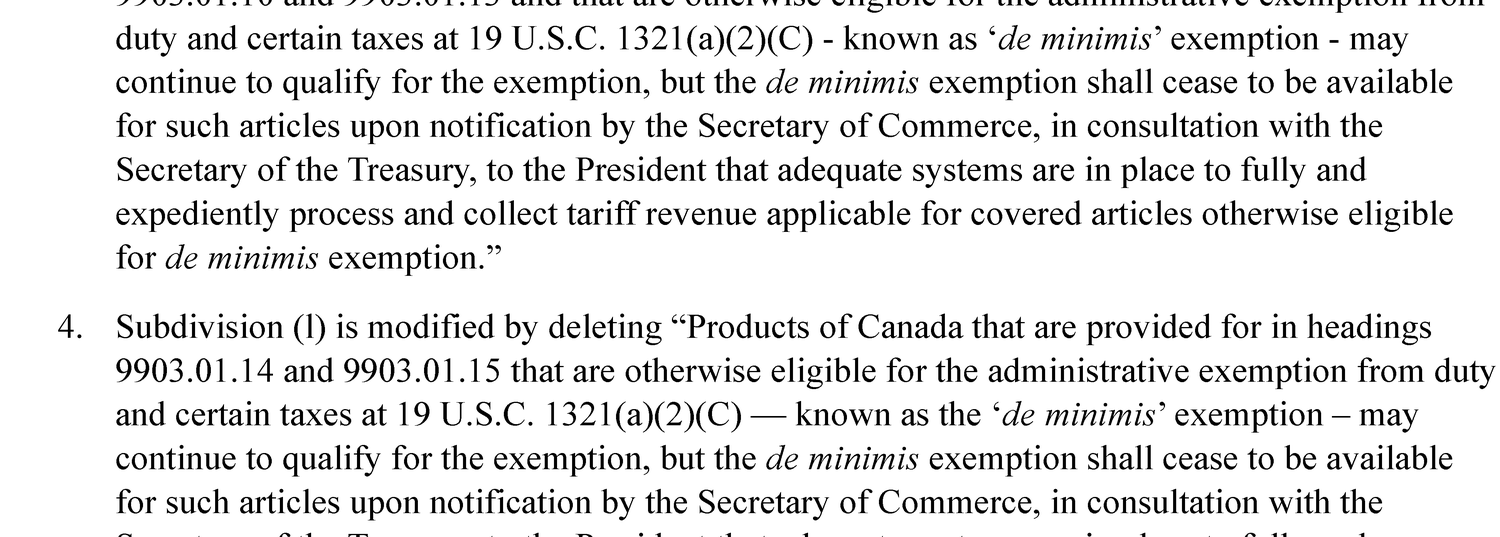 duty and certain taxes at 19 U.S.C. 1321(a)(2)(C) - known as ‘de minimis’ exemption - may
continue to qualify for the exemption, but the de minimis exemption shall cease to be available
for such articles upon notification by the Secretary of Commerce, in consultation with the
Secretary of the Treasury, to the President that adequate systems are in place to fully and
expediently process and collect tariff revenue applicable for covered articles otherwise eligible
for de minimis exemption.”
4. Subdivision (l) is modified by deleting “Products of Canada that are provided for in headings
9903.01.14 and 9903.01.15 that are otherwise eligible for the administrative exemption from duty
and certain taxes at 19 U.S.C. 1321(a)(2)(C) — known as the ‘de minimis’ exemption – may
continue to qualify for the exemption, but the de minimis exemption shall cease to be available
for such articles upon notification by the Secretary of Commerce, in consultation with the